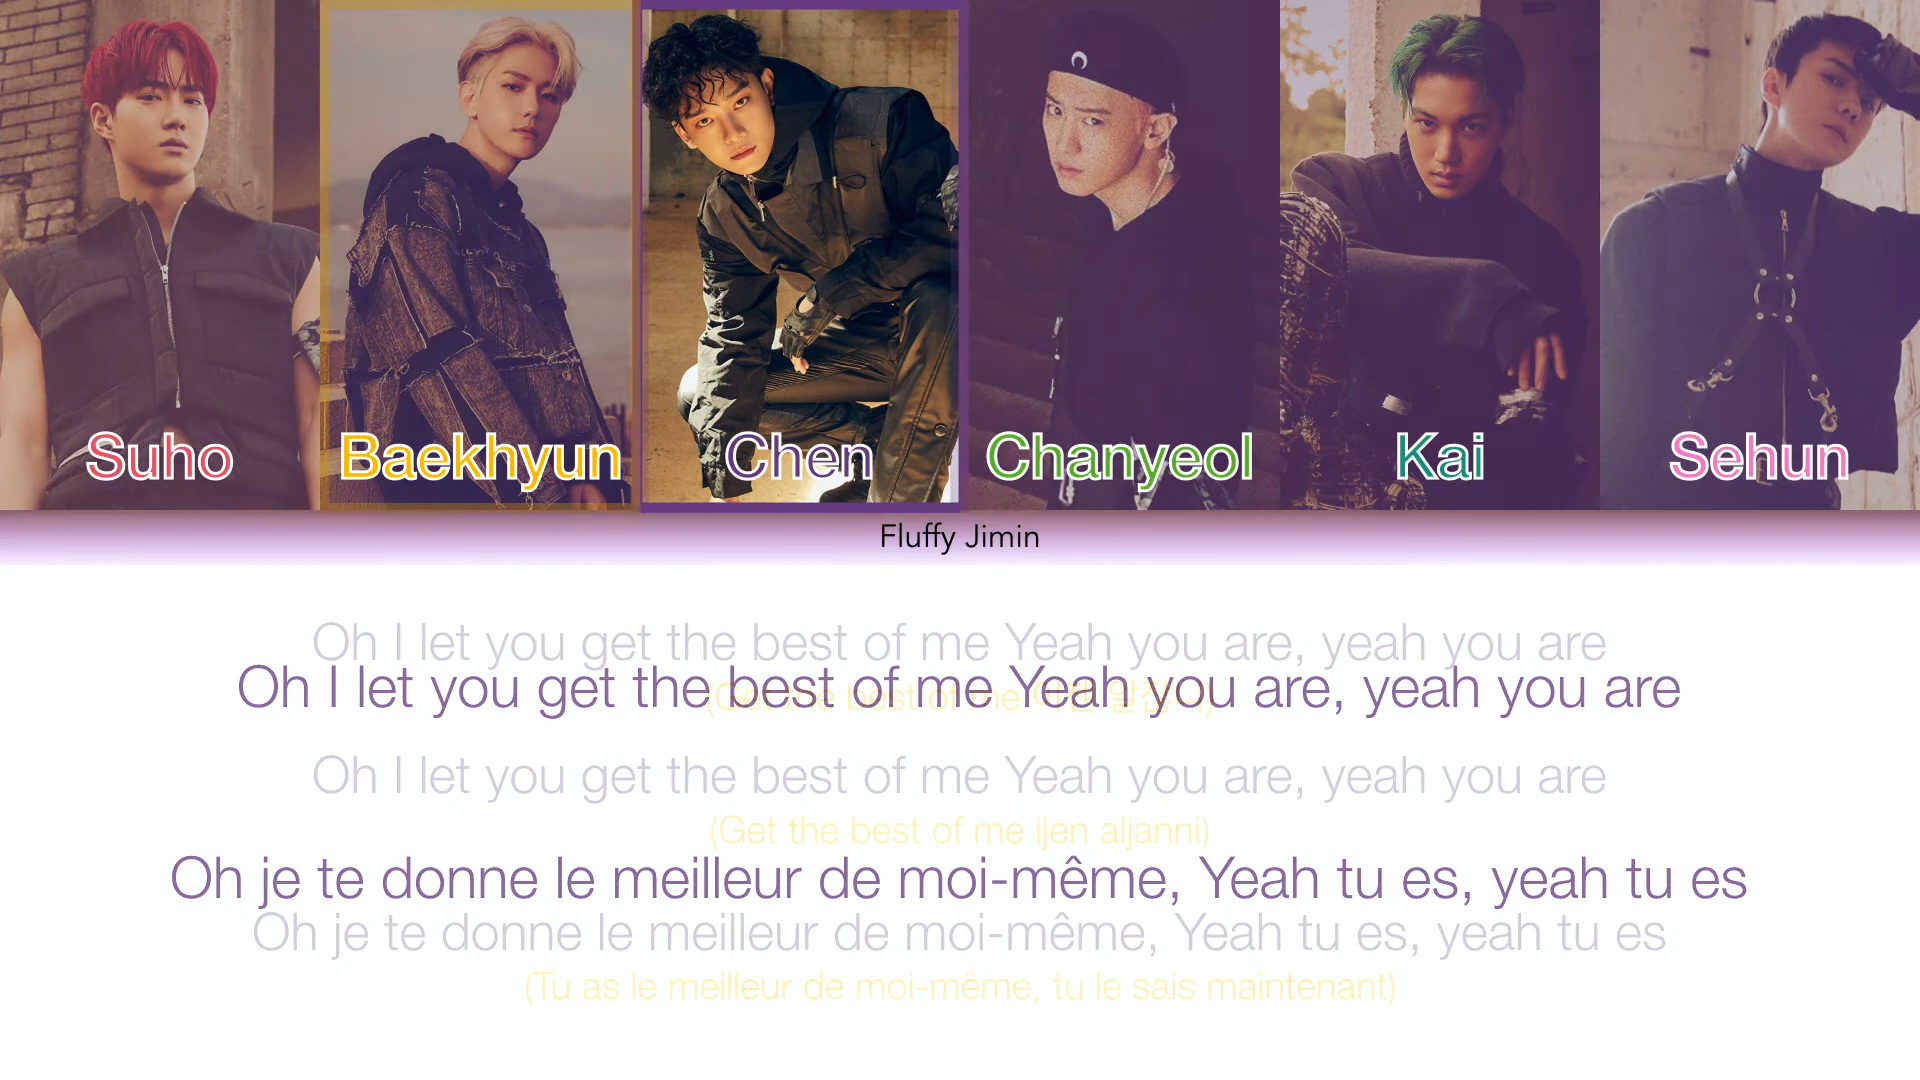 Suho
Baekhyun
Chen
Chanyeol
Kai
Sehun
Fluffy Jimin
Oh I let you get the best of me Yeah you are, yeah you are
Oh I let you get the best of me Yeah you are, yeah you are
(Get the best of me
Oh I let you get the best of me Yeah you are, yeah you are
(Get the best of me ijen aljanni)
Oh je te donne le meilleur de moi-même, Yeah tu es, yeah tu es
Oh je te donne le meilleur de moi-même, Yeah tu es, yeah tu es
(Tu as le meilleur de moi-même, tu le sais maintenant)